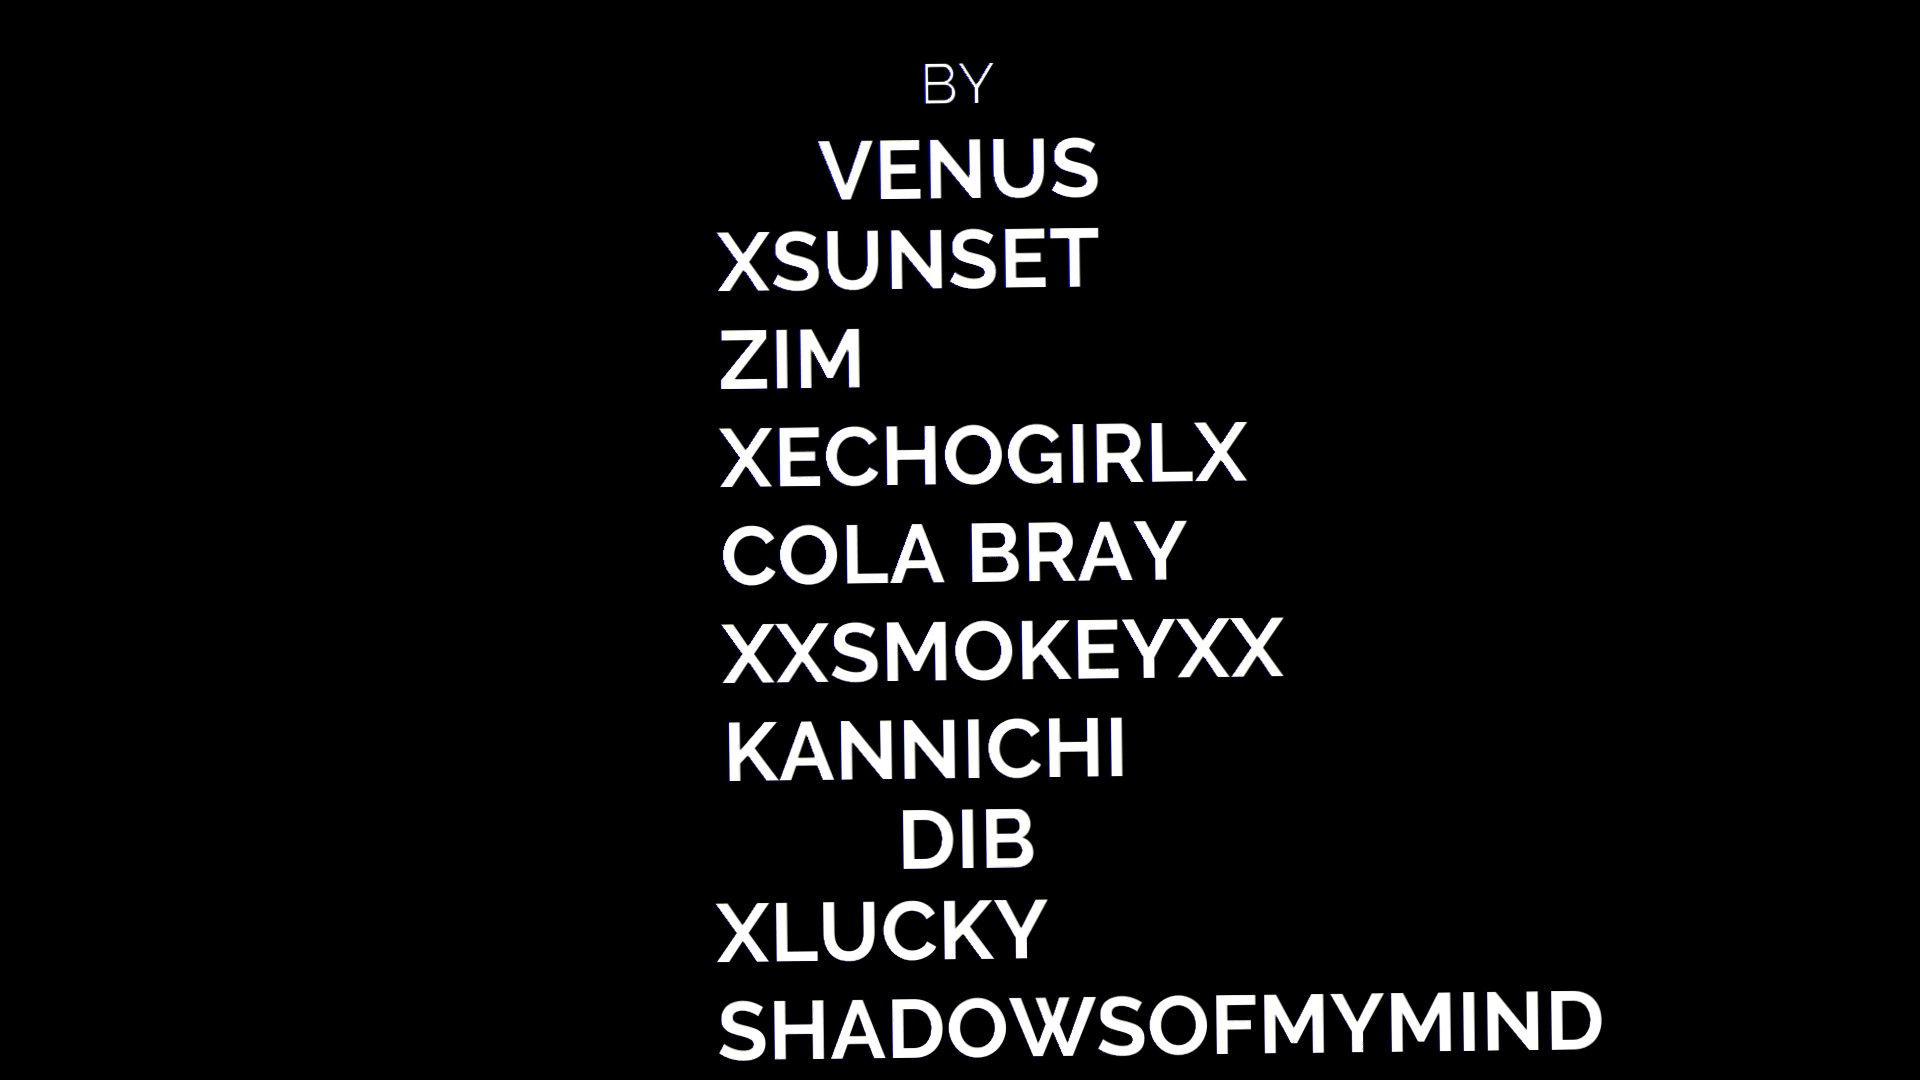 BY
VENUS
XSUNSET
ZIM
XECHOGIRLX
COLA BRAY
XXSMOKEYXX
KANNICHI
DIB
XLUCKY
SHADOWSOFMYMIND